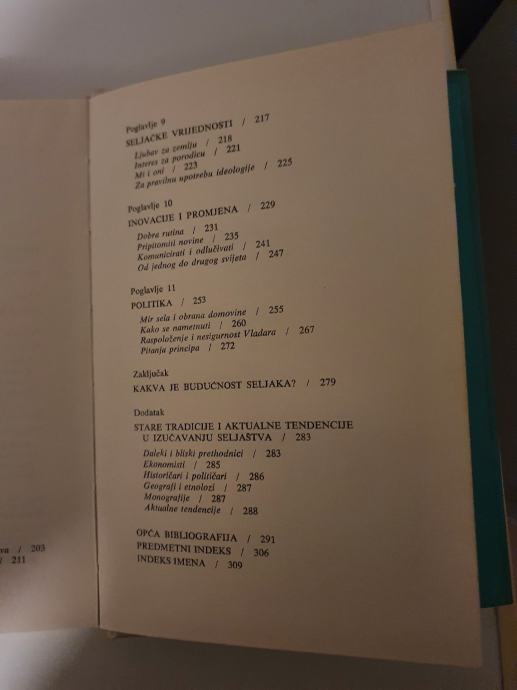 va / 203
/ 211
Poglavlje 9
SELJAČKE VRIJEDNOSTI / 217
Ljubav za zemlju / 218
Interes za porodicu / 221
Mi i oni / 223
Za pravilnu upotrebu ideologije / 225
Poglavlje 10
INOVACIJE I PROMJENA / 229
Dobra rutina / 231
Pripitomiti novine / 235
Komunicirati i odlučivati / 241
Od jednog do drugog svijeta / 247
Poglavlje 11
POLITIKA / 253
Mir sela i obrana domovine / 255
Kako se nametnuti / 260
Raspoloženje i nesigurnost Vladara / 267
Pitanja principa / 272
Zaključak
KAKVA JE BUDUĆNOST SELJAKA? / 279
Dodatak
STARE TRADICIJE I AKTUALNE TENDENCIJE
U IZUČAVANJU SELJAŠTVA / 283
Daleki i bliski prethodnici / 283
Ekonomisti / 285
Historičari i političari / 286
Geografi i etnolozi / 287
Monografije / 287
Aktualne tendencije / 288
OPĆA BIBLIOGRAFIJA / 291
PREDMETNI INDEKS / 306
INDEKS IMENA / 309